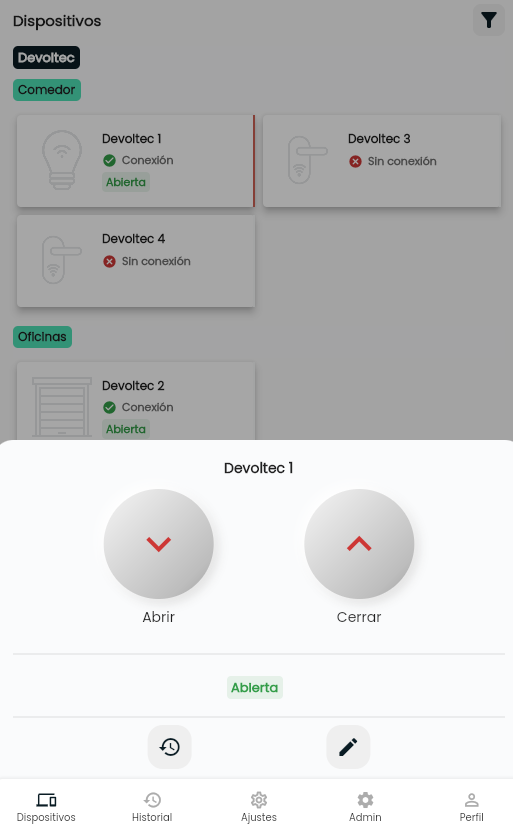 Dispositivos
Devoltec
Comedor
Devoltec 1
Conexión
Abierta
Devoltec 3
Sin conexión
Devoltec 4
Sin conexión
Oficinas
Devoltec 2
Conexión
Abierta
Devoltec 1
Abrir
Cerrar
Abierta
Dispositivos
Historial
Ajustes
Admin
Perfil